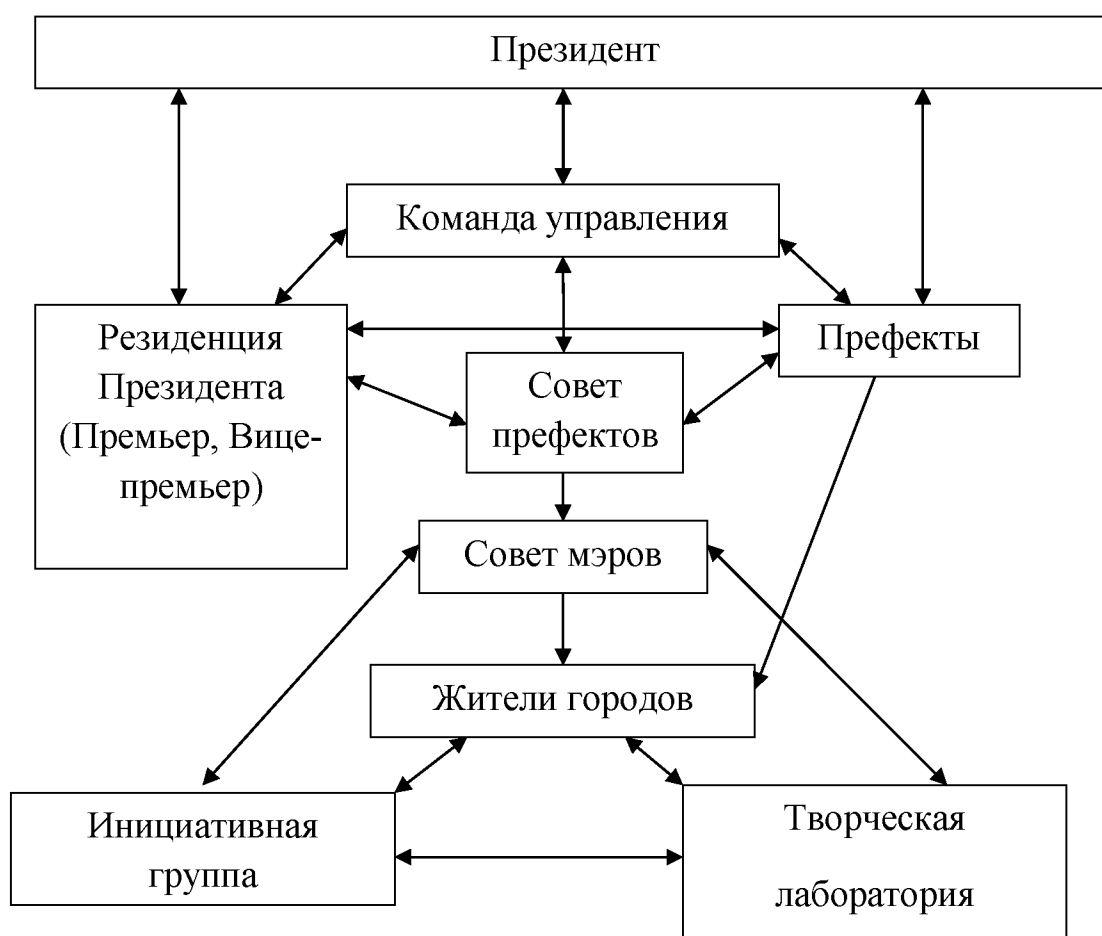 Президент
Команда управления
Резиденция
Президента
(Премьер, Вице-
премьер)
Префекты
Совет
префектов
Совет мэров
Жители городов
Инициативная
группа
Творческая
лаборатория